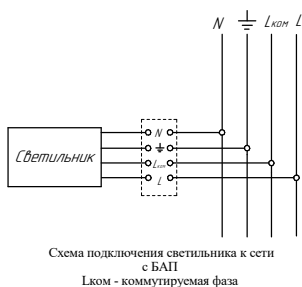 N Lком L
Светильник
N
Lком
L
Схема подключения светильника к сети
с БАП
Lком - коммутируемая фаза